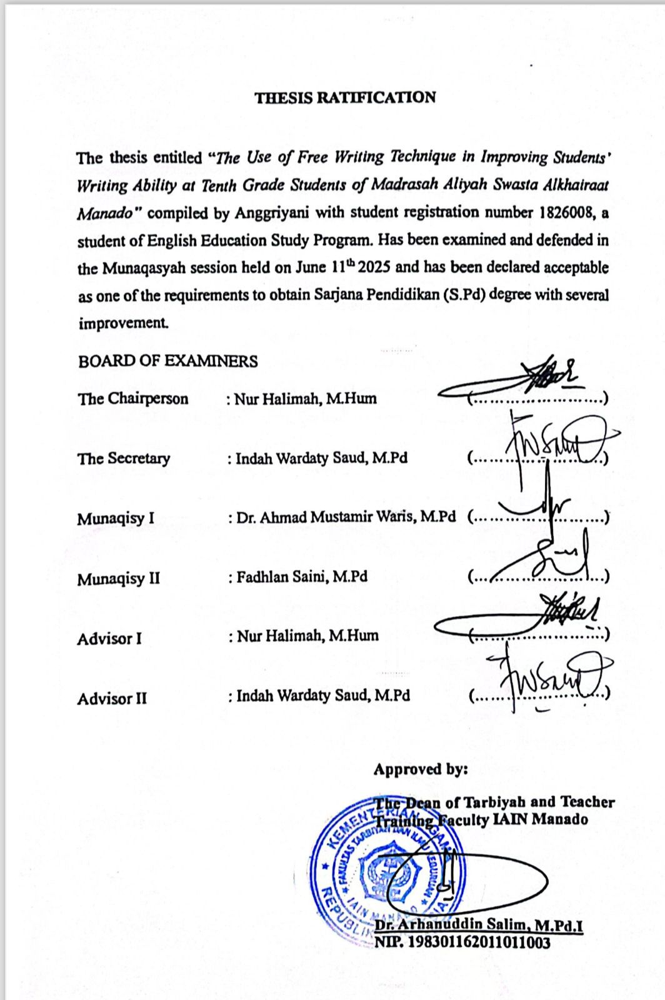 THESIS RATIFICATION
The thesis entitled “The Use of Free Writing Technique in Improving Students’
Writing Ability at Tenth Grade Students of Madrasah Aliyah Swasta Alkhairaat
Manado” compiled by Anggriyani with student registration number 1826008, a
student of English Education Study Program. Has been examined and defended in
the Munaqasyah session held on June 11th 2025 and has been declared acceptable
as one of the requirements to obtain Sarjana Pendidikan (S.Pd) degree with several
improvement.
BOARD OF EXAMINERS
The Chairperson : Nur Halimah, M.Hum (..........................)
The Secretary : Indah Wardaty Saud, M.Pd (..........................)
Munaqisy I : Dr. Ahmad Mustamir Waris, M.Pd (..........................)
Munaqisy II : Fadhlan Saini, M.Pd (..........................)
Advisor I : Nur Halimah, M.Hum (..........................)
Advisor II : Indah Wardaty Saud, M.Pd (..........................)
Approved by:
The Dean of Tarbiyah and Teacher
Training Faculty IAIN Manado
KEMENTERIAN AGAMA
REPUBLIK
FAKULTAS TARBIYAH DAN ILMU KEGURUAN
IAIN MANADO
Dr. Arhanuddin Salim, M.Pd.I
NIP. 198301162011011003